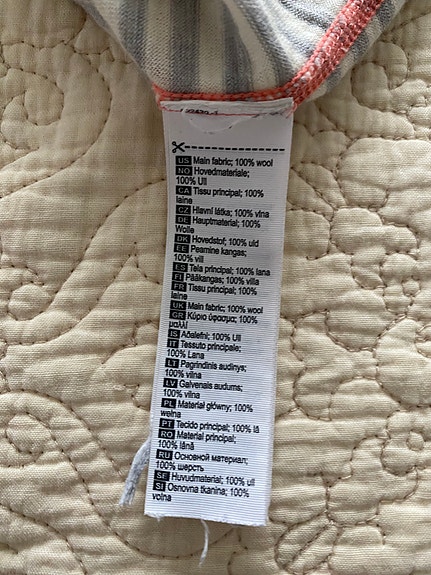 US Main fabric; 100% wool
NO Hovedmateriale;
100% Ull
CA Tissu principal; 100%
laine
CZ Hlavní látka; 100% vlna
DE Hauptmaterial; 100%
Wolle
DK Hovedstof; 100% uld
EE Peamine kangas;
100% vill
ES Tela principal; 100% lana
FI Pääkangas; 100% villa
FR Tissu principal; 100%
laine
UK Main fabric; 100% wool
GR Κύριο ύφασμα; 100%
μαλλί
IS Aðalefni; 100% Ull
IT Tessuto principale;
100% Lana
LT Pagrindinis audinys;
100% vilna
LV Galvenais audums;
100% vilna
PL Materiał główny; 100%
wełna
PT Tecido principal; 100% lã
RO Material principal;
100% lână
RU Основной материал;
100% шерсть
SE Huvudmaterial; 100% ull
SI Osnovna tkanina; 100%
volna